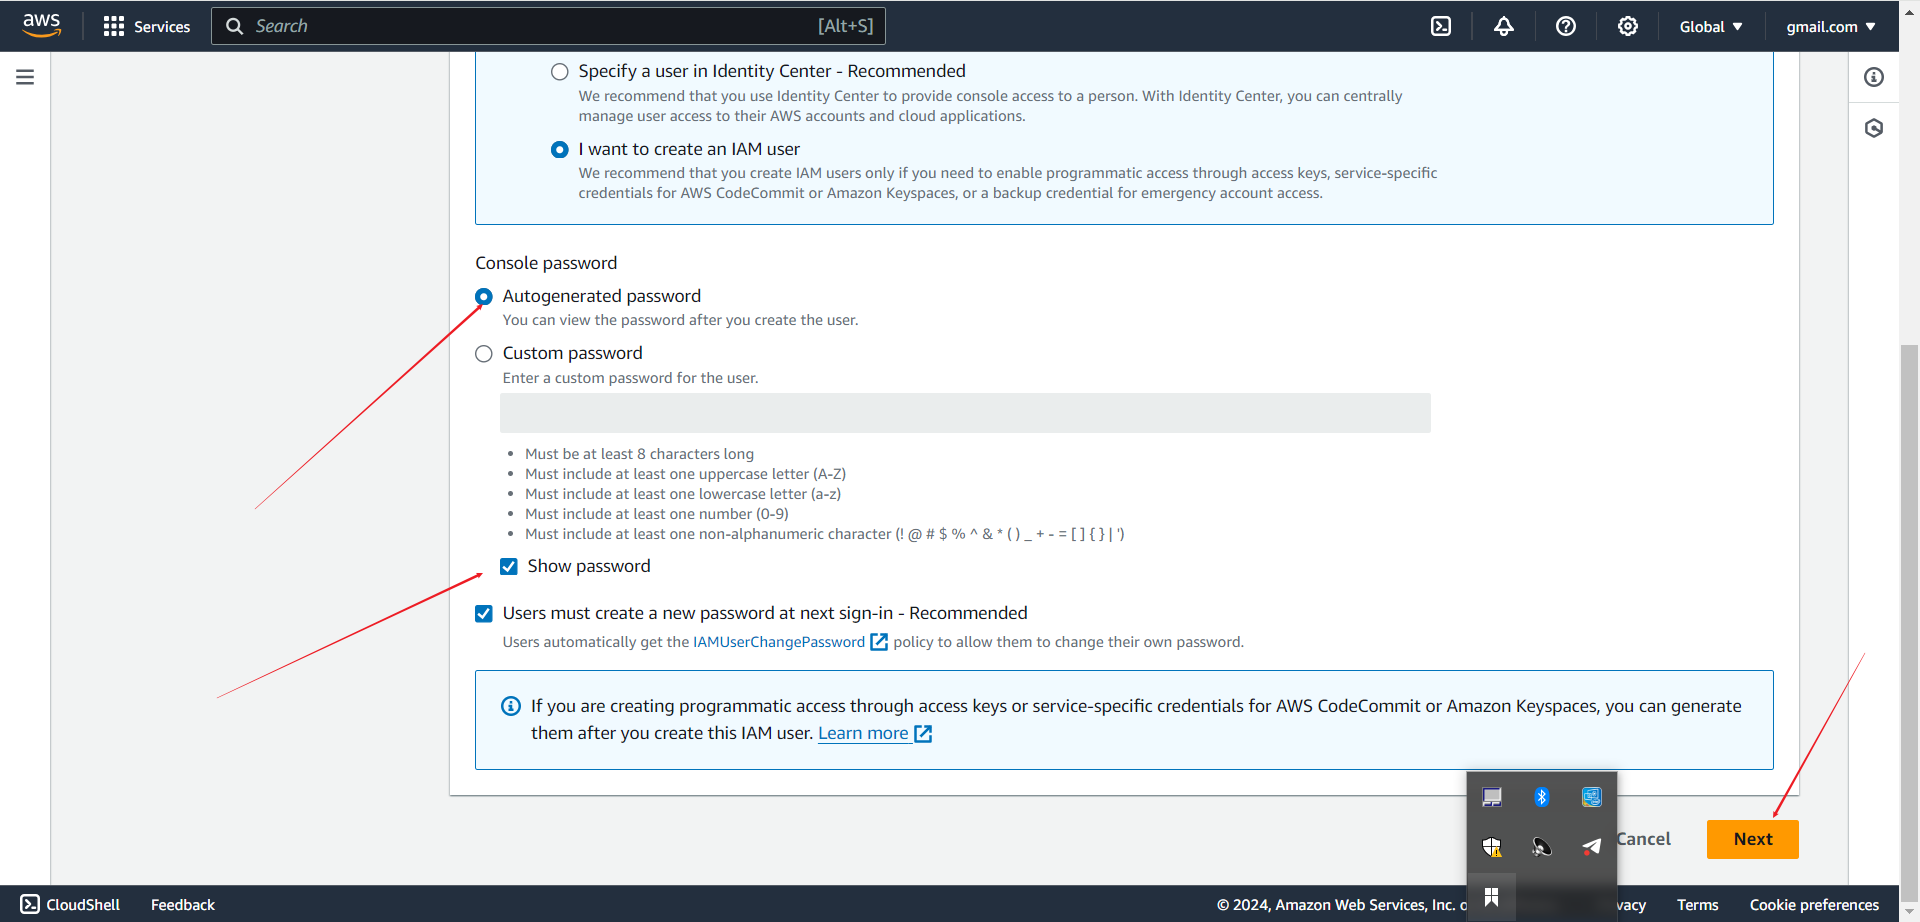 aws
Services
Search
[Alt+S]
Global
gmail.com
Specify a user in Identity Center - Recommended
We recommend that you use Identity Center to provide console access to a person. With Identity Center, you can centrally
manage user access to their AWS accounts and cloud applications.
I want to create an IAM user
We recommend that you create IAM users only if you need to enable programmatic access through access keys, service-specific
credentials for AWS CodeCommit or Amazon Keyspaces, or a backup credential for emergency account access.
Console password
Autogenerated password
You can view the password after you create the user.
Custom password
Enter a custom password for the user.
• Must be at least 8 characters long
• Must include at least one uppercase letter (A-Z)
• Must include at least one lowercase letter (a-z)
• Must include at least one number (0-9)
• Must include at least one non-alphanumeric character (! @ # $ % ^ & * ( ) _ + - = [ ] { } | ')
Show password
Users must create a new password at next sign-in - Recommended
Users automatically get the IAMUserChangePassword policy to allow them to change their own password.
If you are creating programmatic access through access keys or service-specific credentials for AWS CodeCommit or Amazon Keyspaces, you can generate
them after you create this IAM user. Learn more
Cancel
Next
CloudShell
Feedback
© 2024, Amazon Web Services, Inc. o
vacy
Terms
Cookie preferences